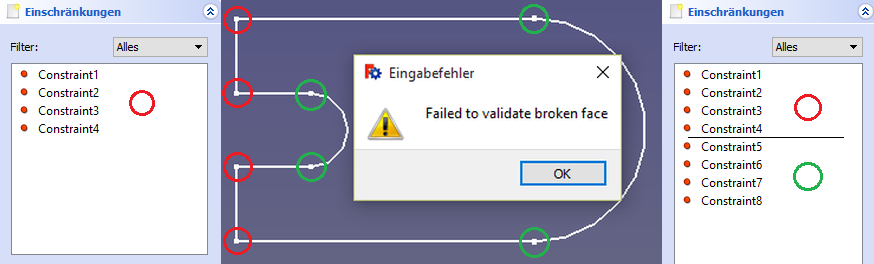 Einschränkungen
Filter: Alles
Constraint1
Constraint2
Constraint3
Constraint4
Eingabefehler
Failed to validate broken face
OK
Einschränkungen
Filter: Alles
Constraint1
Constraint2
Constraint3
Constraint4
Constraint5
Constraint6
Constraint7
Constraint8